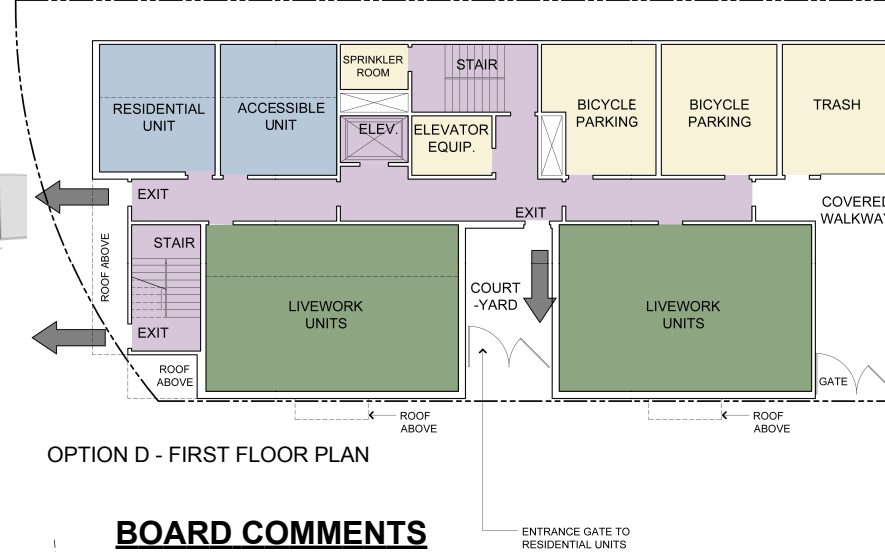 SPRINKLER
ROOM
STAIR
RESIDENTIAL
UNIT
ACCESSIBLE
UNIT
ELEV.
ELEVATOR
EQUIP.
BICYCLE
PARKING
BICYCLE
PARKING
TRASH
EXIT
EXIT
COVERED
WALKWAY
ROOF ABOVE
STAIR
EXIT
LIVEWORK
UNITS
COURT
-YARD
LIVEWORK
UNITS
ROOF
ABOVE
GATE
ROOF
ABOVE
ROOF
ABOVE
OPTION D - FIRST FLOOR PLAN
BOARD COMMENTS
ENTRANCE GATE TO
RESIDENTIAL UNITS